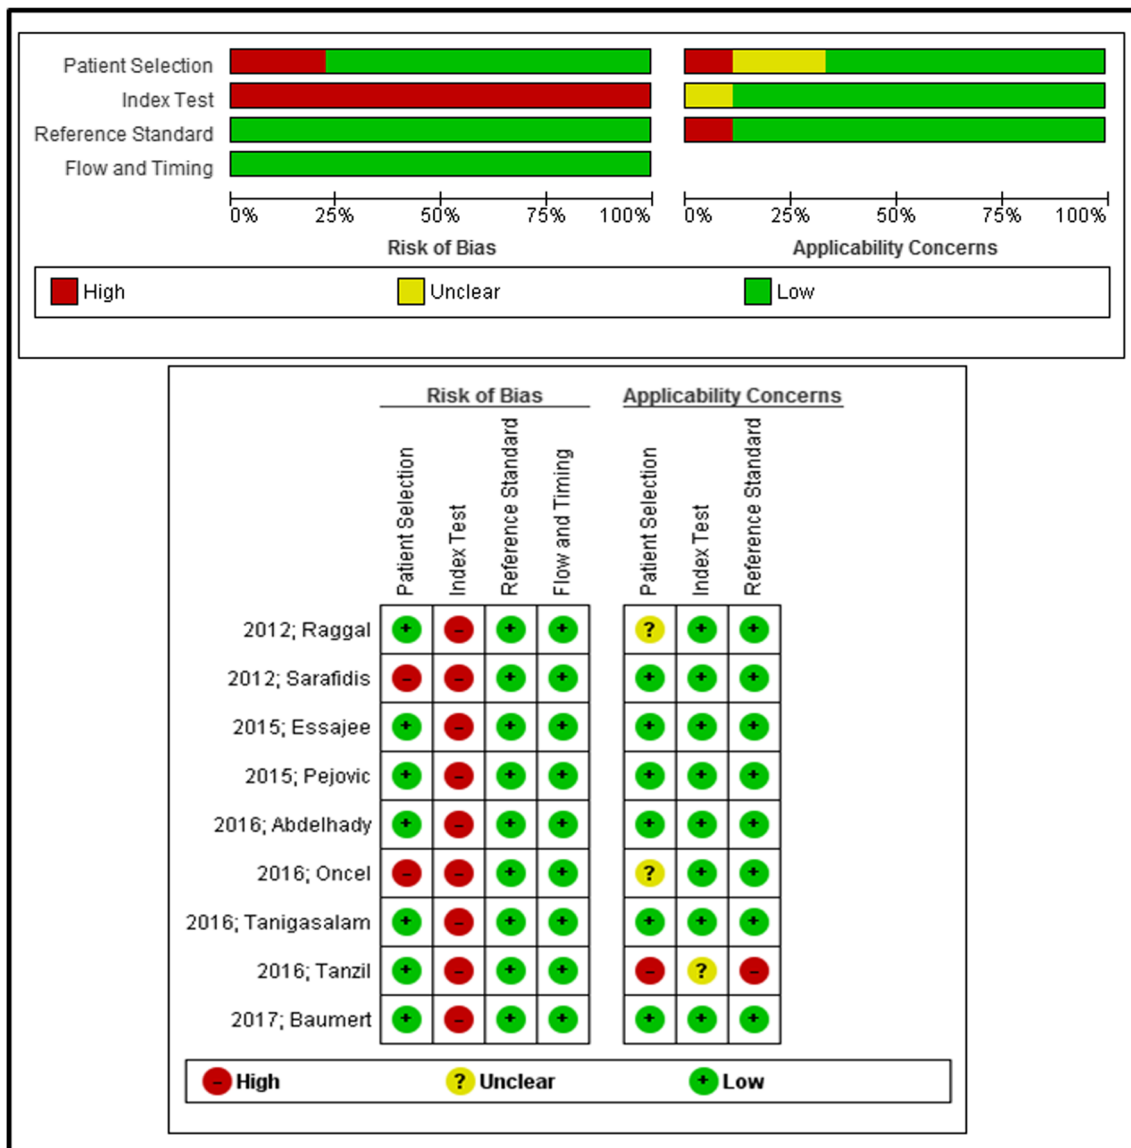 Patient Selection
Index Test
Reference Standard
Flow and Timing
0% 25% 50% 75% 100% 0% 25% 50% 75% 100%
Risk of Bias Applicability Concerns
High Unclear Low
Risk of Bias Applicability Concerns
Patient Selection Index Test Reference Standard Flow and Timing Patient Selection Index Test Reference Standard
2012; Raggal + - + + ? + +
2012; Sarafidis - - + + + + +
2015; Essajee + - + + + + +
2015; Pejovic + - + + + + +
2016; Abdelhady + - + + + + +
2016; Oncel - - + + ? + +
2016; Tanigasalam + - + + + + +
2016; Tanzil + - + + - ? -
2017; Baumert + - + + + + +
- High ? Unclear + Low